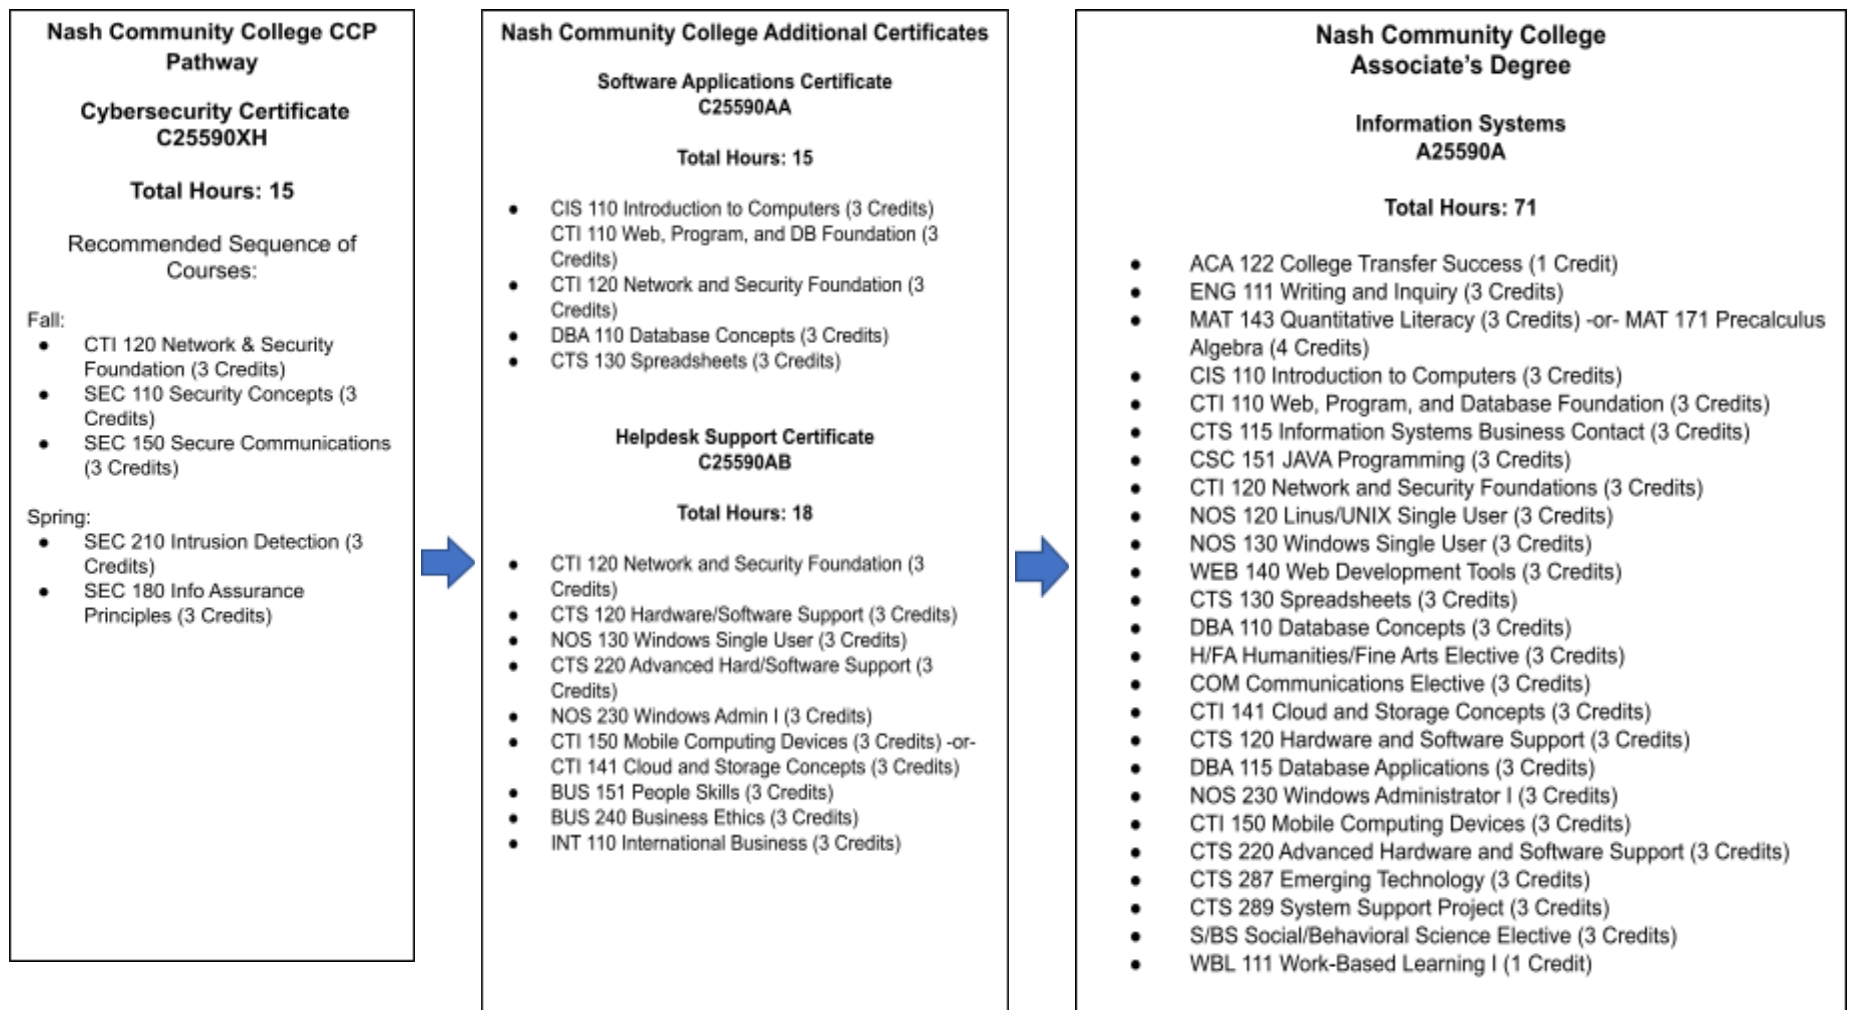 Nash Community College CCP
Pathway
Cybersecurity Certificate
C25590XH
Total Hours: 15
Recommended Sequence of
Courses:
Fall:
● CTI 120 Network & Security
Foundation (3 Credits)
● SEC 110 Security Concepts (3
Credits)
● SEC 150 Secure Communications
(3 Credits)
Spring:
● SEC 210 Intrusion Detection (3
Credits)
● SEC 180 Info Assurance
Principles (3 Credits)
Nash Community College Additional Certificates
Software Applications Certificate
C25590AA
Total Hours: 15
● CIS 110 Introduction to Computers (3 Credits)
CTI 110 Web, Program, and DB Foundation (3
Credits)
● CTI 120 Network and Security Foundation (3
Credits)
● DBA 110 Database Concepts (3 Credits)
● CTS 130 Spreadsheets (3 Credits)
Helpdesk Support Certificate
C25590AB
Total Hours: 18
● CTI 120 Network and Security Foundation (3
Credits)
● CTS 120 Hardware/Software Support (3 Credits)
● NOS 130 Windows Single User (3 Credits)
● CTS 220 Advanced Hard/Software Support (3
Credits)
● NOS 230 Windows Admin I (3 Credits)
● CTI 150 Mobile Computing Devices (3 Credits) -or-
CTI 141 Cloud and Storage Concepts (3 Credits)
● BUS 151 People Skills (3 Credits)
● BUS 240 Business Ethics (3 Credits)
● INT 110 International Business (3 Credits)
Nash Community College
Associate's Degree
Information Systems
A25590A
Total Hours: 71
● ACA 122 College Transfer Success (1 Credit)
● ENG 111 Writing and Inquiry (3 Credits)
● MAT 143 Quantitative Literacy (3 Credits) -or- MAT 171 Precalculus
Algebra (4 Credits)
● CIS 110 Introduction to Computers (3 Credits)
● CTI 110 Web, Program, and Database Foundation (3 Credits)
● CTS 115 Information Systems Business Contact (3 Credits)
● CSC 151 JAVA Programming (3 Credits)
● CTI 120 Network and Security Foundations (3 Credits)
● NOS 120 Linus/UNIX Single User (3 Credits)
● NOS 130 Windows Single User (3 Credits)
● WEB 140 Web Development Tools (3 Credits)
● CTS 130 Spreadsheets (3 Credits)
● DBA 110 Database Concepts (3 Credits)
● H/FA Humanities/Fine Arts Elective (3 Credits)
● COM Communications Elective (3 Credits)
● CTI 141 Cloud and Storage Concepts (3 Credits)
● CTS 120 Hardware and Software Support (3 Credits)
● DBA 115 Database Applications (3 Credits)
● NOS 230 Windows Administrator I (3 Credits)
● CTI 150 Mobile Computing Devices (3 Credits)
● CTS 220 Advanced Hardware and Software Support (3 Credits)
● CTS 287 Emerging Technology (3 Credits)
● CTS 289 System Support Project (3 Credits)
● S/BS Social/Behavioral Science Elective (3 Credits)
● WBL 111 Work-Based Learning I (1 Credit)